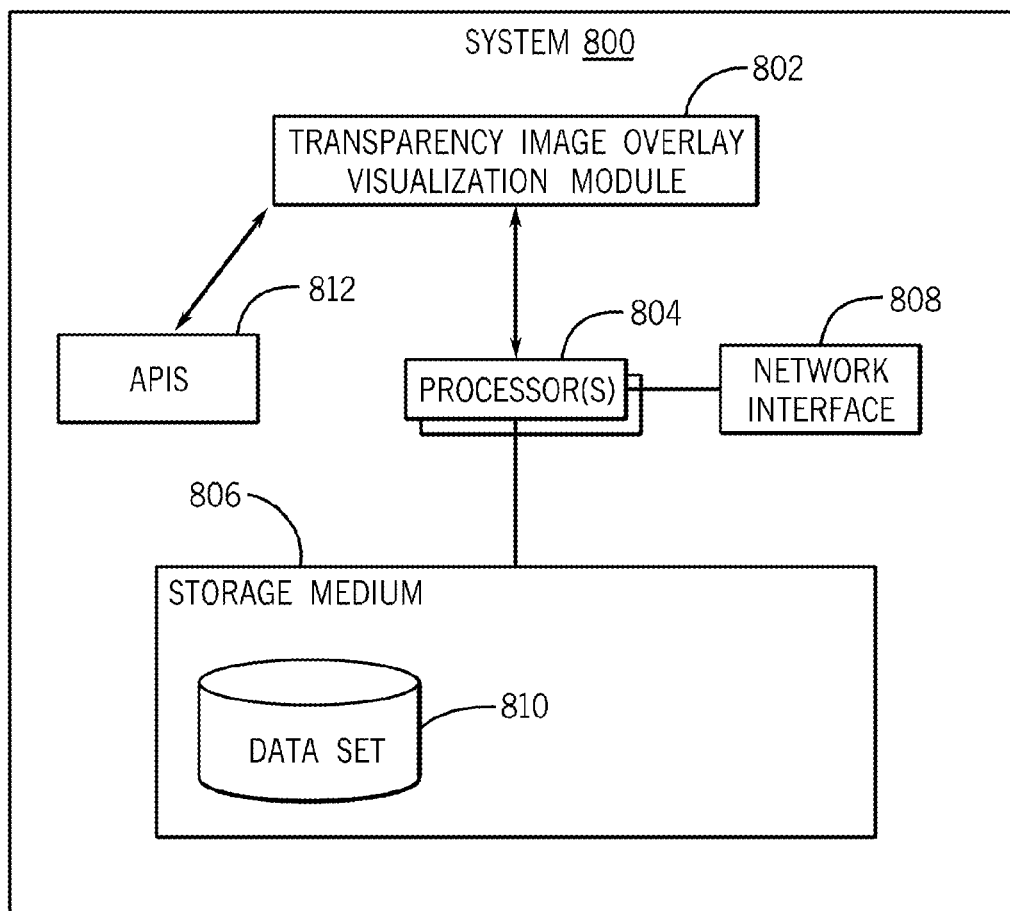 SYSTEM 800
802
TRANSPARENCY IMAGE OVERLAY
VISUALIZATION MODULE
812
804
808
APIS
PROCESSOR(S)
NETWORK
INTERFACE
806
STORAGE MEDIUM
810
DATA SET